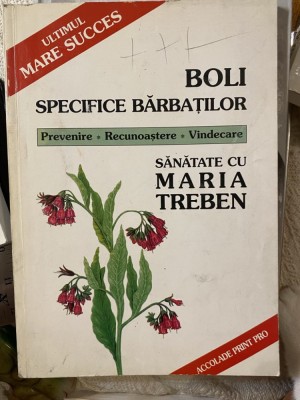 ULTIMUL
MARE SUCCES
BOLI
SPECIFICE BĂRBAȚILOR
Prevenire • Recunoaștere • Vindecare
SĂNĂTATE CU
MARIA
TREBEN
ACCOLADE PRINT PRO